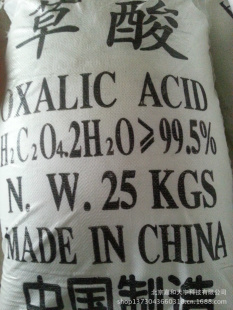 草酸
OXALIC ACID
H₂C₂O₄.2H₂O≥99.5%
N. W. 25 KGS
MADE IN CHINA
中国制造